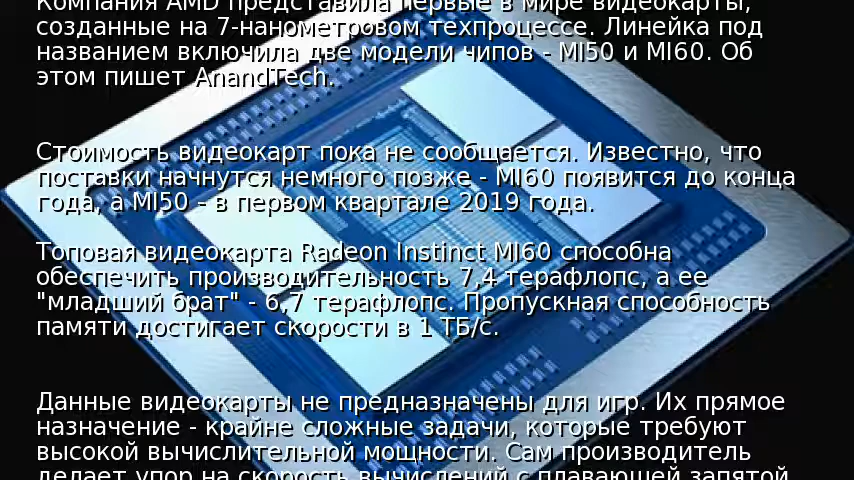 Компания AMD представила первые в мире видеокарты,
созданные на 7-нанометровом техпроцессе. Линейка под
названием включила две модели чипов - MI50 и MI60. Об
этом пишет AnandTech.
Стоимость видеокарт пока не сообщается. Известно, что
поставки начнутся немного позже - MI60 появится до конца
года, а MI50 - в первом квартале 2019 года.
Топовая видеокарта Radeon Instinct MI60 способна
обеспечить производительность 7,4 терафлопс, а ее
"младший брат" - 6,7 терафлопс. Пропускная способность
памяти достигает скорости в 1 ТБ/с.
Данные видеокарты не предназначены для игр. Их прямое
назначение - крайне сложные задачи, которые требуют
высокой вычислительной мощности. Сам производитель
делает упор на скорость вычислений с плавающей запятой